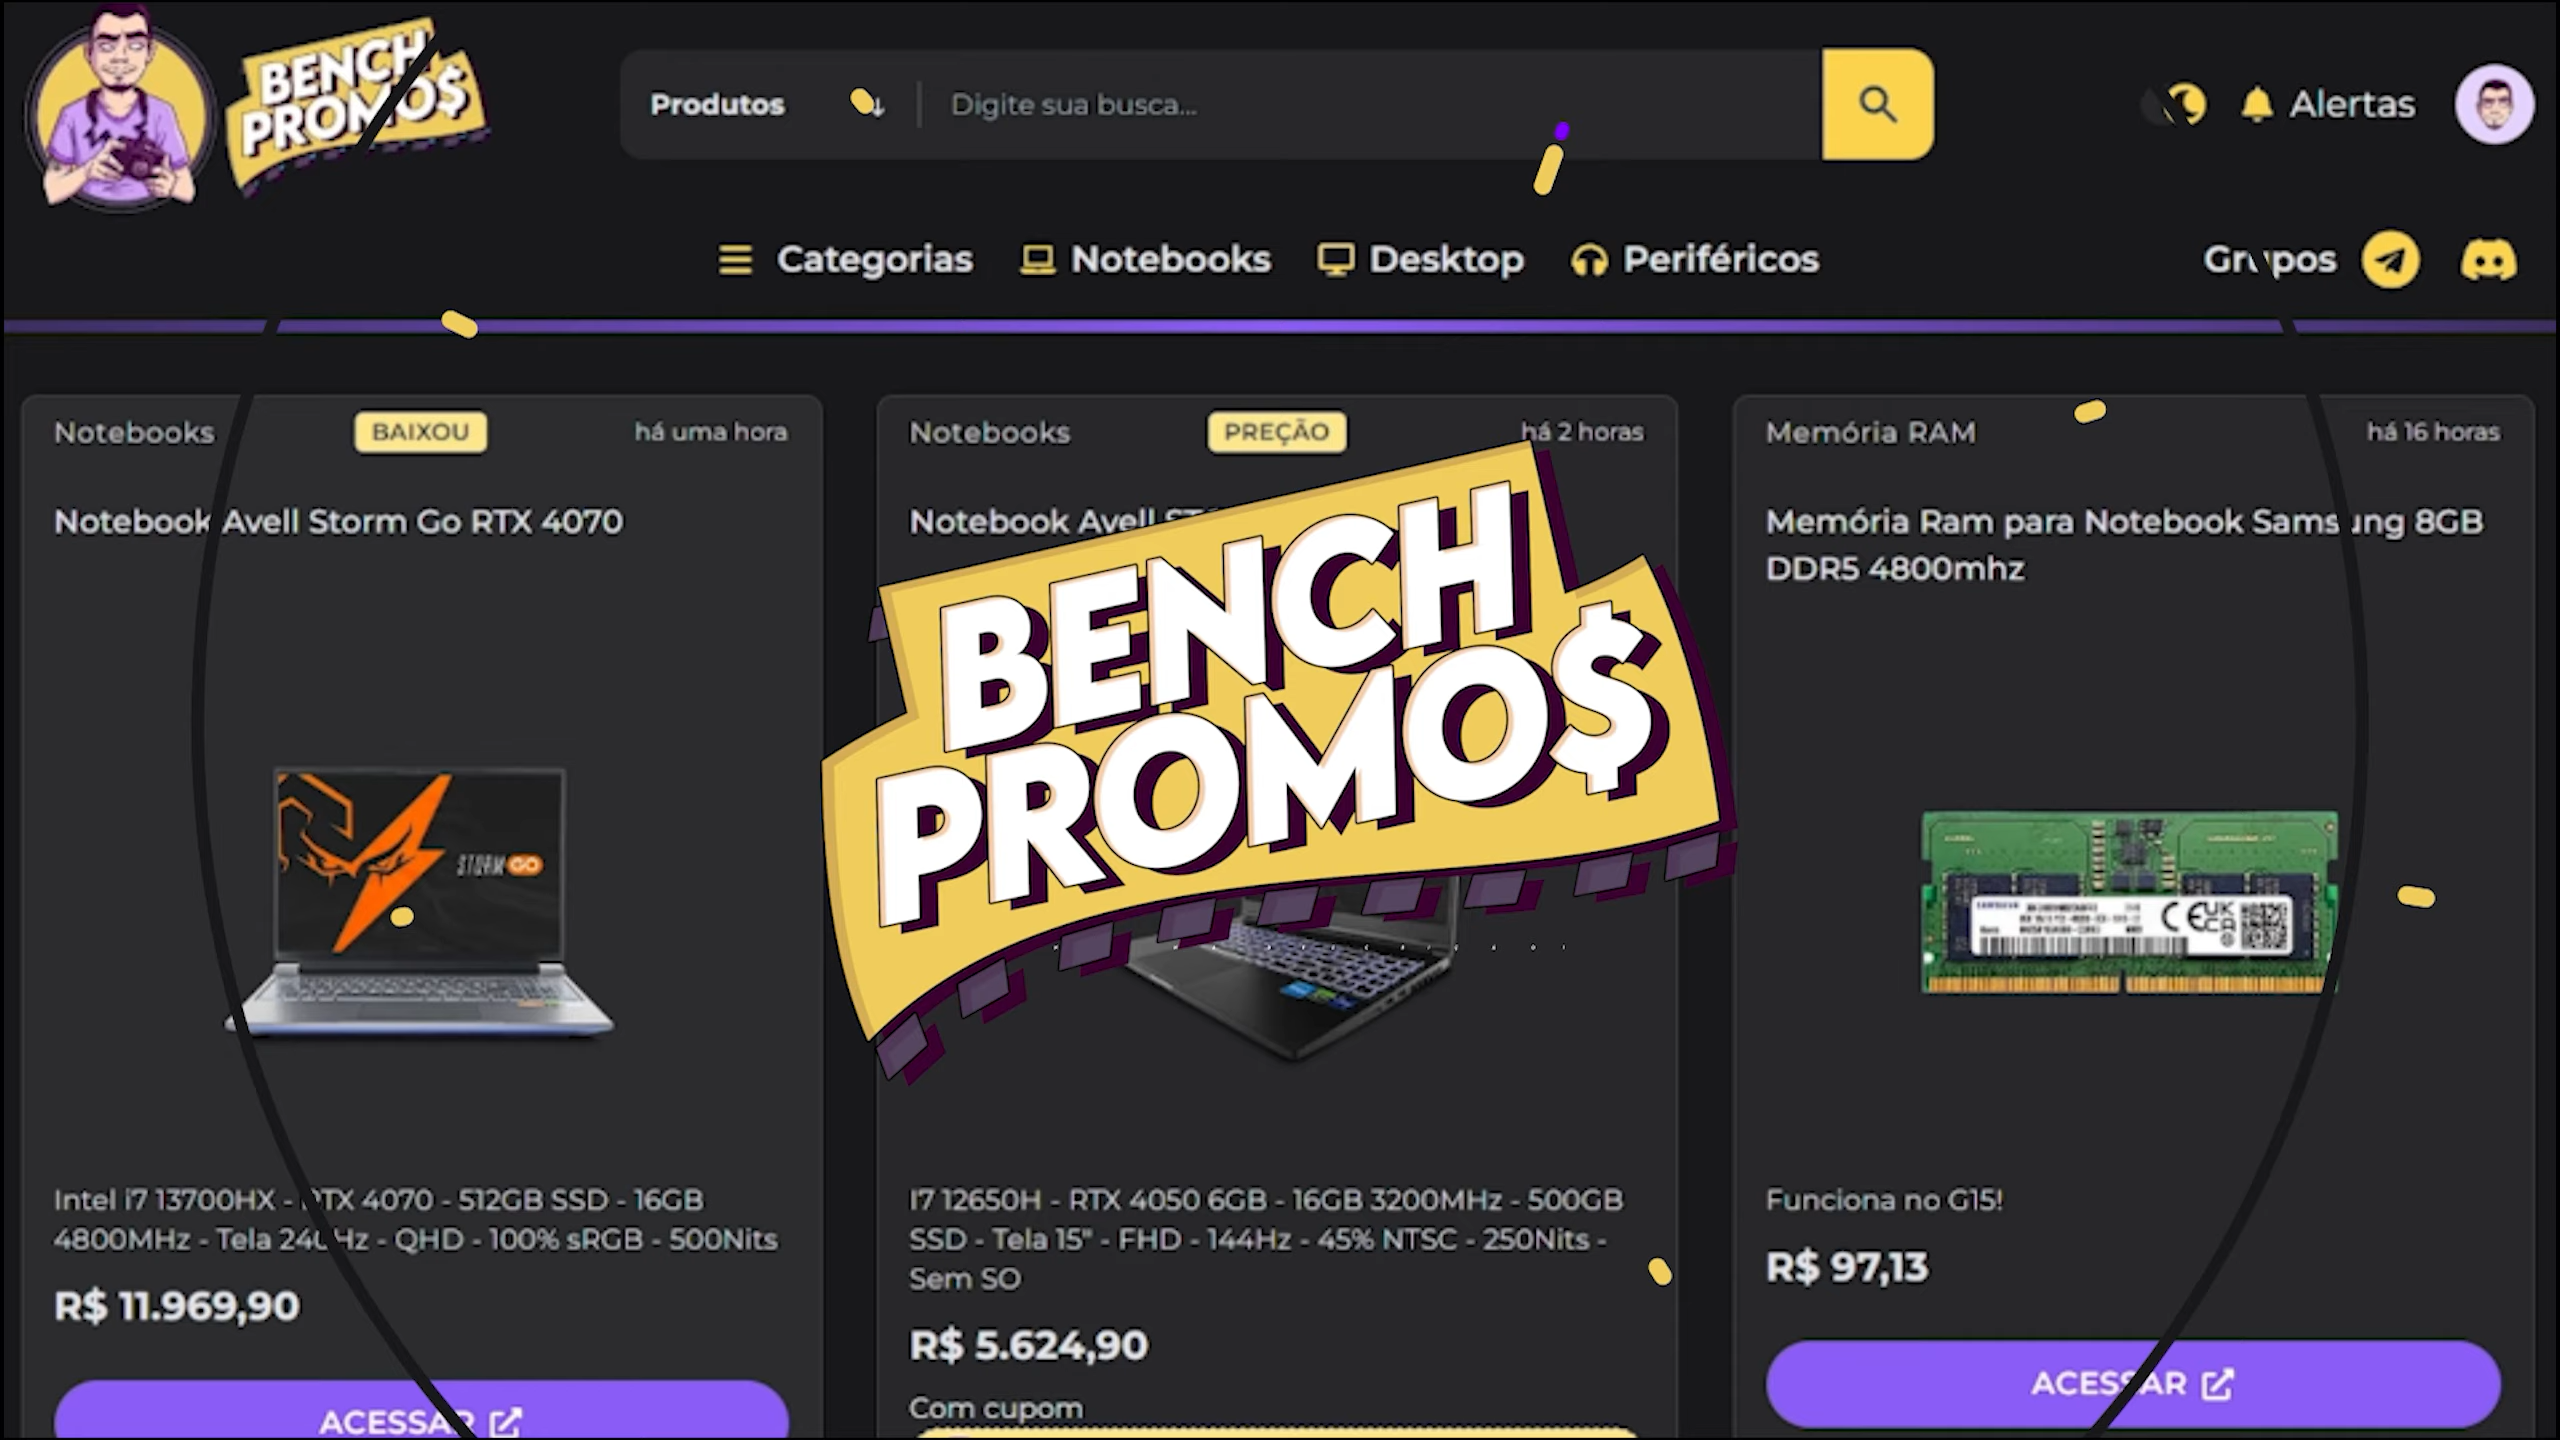 BENCH
PROMO$
Produtos
Digite sua busca...
Alertas
Categorias
Notebooks
Desktop
Periféricos
Grupos
Notebooks
BAIXOU
há uma hora
Notebook Avell Storm Go RTX 4070
STORM GO
Intel i7 13700HX - RTX 4070 - 512GB SSD - 16GB
4800MHz - Tela 240Hz - QHD - 100% sRGB - 500Nits
R$ 11.969,90
ACESSAR
Notebooks
PREÇÃO
há 2 horas
Notebook Avell
BENCH
PROMO$
I7 12650H - RTX 4050 6GB - 16GB 3200MHz - 500GB
SSD - Tela 15" - FHD - 144Hz - 45% NTSC - 250Nits -
Sem SO
R$ 5.624,90
Com cupom
Memória RAM
há 16 horas
Memória Ram para Notebook Samsung 8GB
DDR5 4800mhz
Funciona no G15!
R$ 97,13
ACESSAR